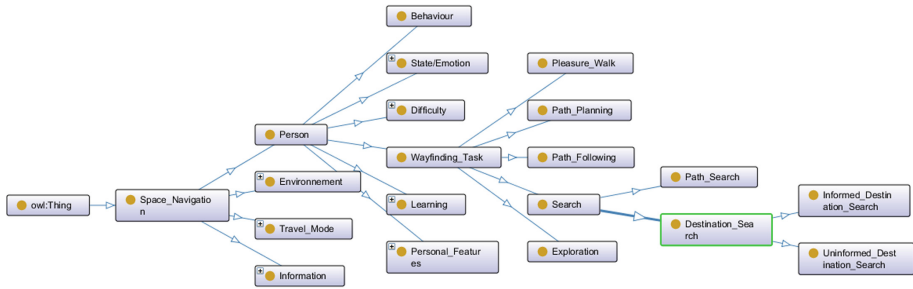 Behaviour
State/Emotion
Pleasure_Walk
Difficulty
Path_Planning
Person
Wayfinding_Task
Path_Following
Path_Search
Environnement
owl:Thing
Space_Navigatio
n
Learning
Search
Informed_Destin
ation_Search
Travel_Mode
Destination_Sea
rch
Personal_Featur
es
Exploration
Uninformed_Dest
ination_Search
Information